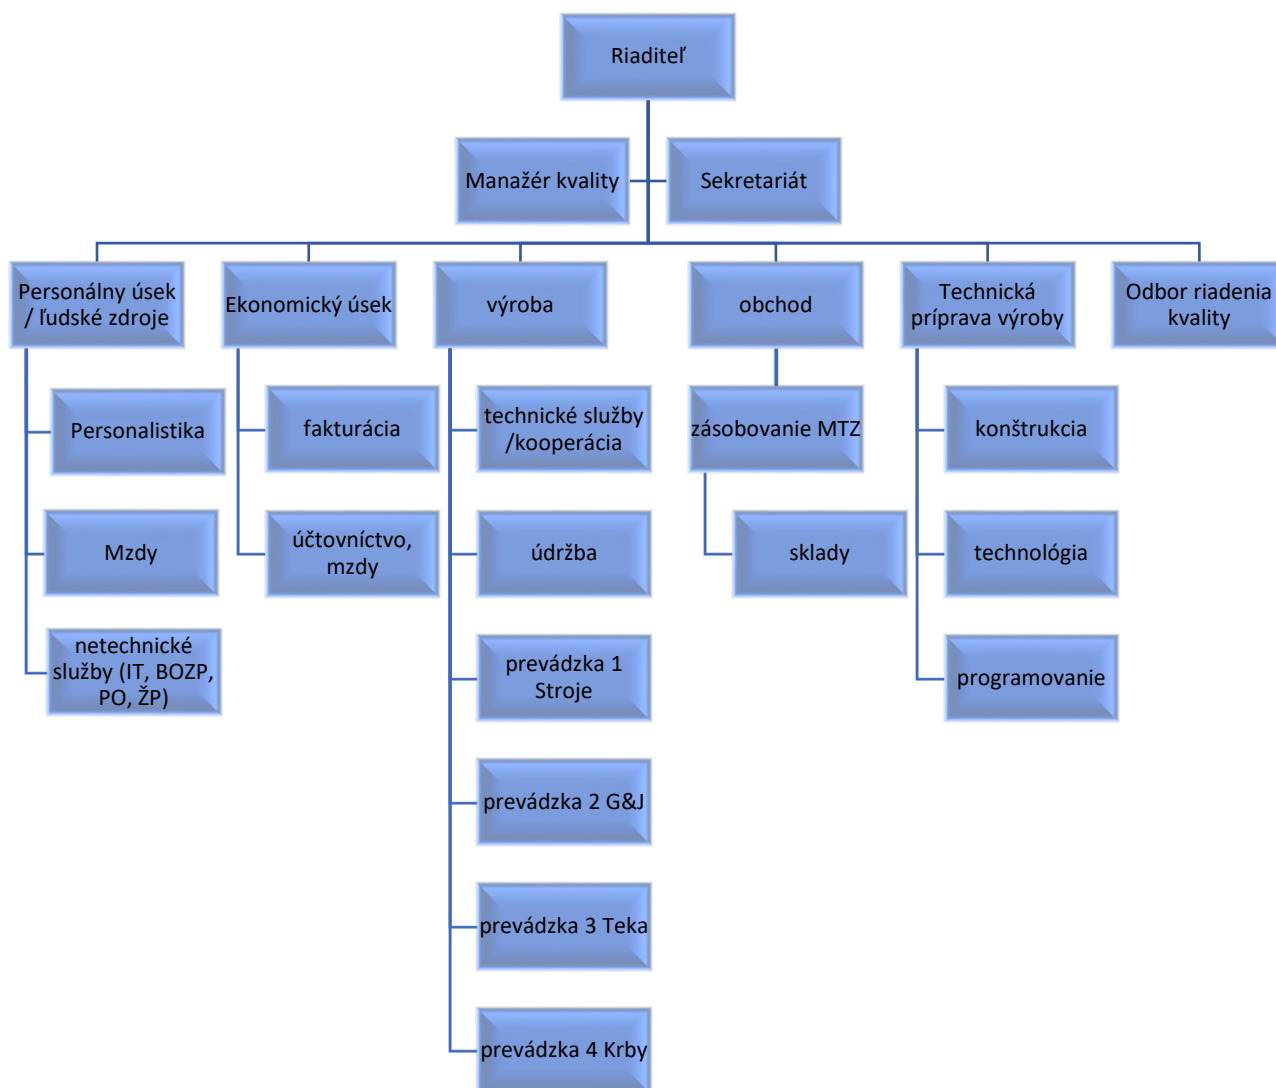 Riaditeľ
Manažér kvality
Sekretariát
Personálny úsek
/ ľudské zdroje
Ekonomický úsek
výroba
obchod
Technická
príprava výroby
Odbor riadenia
kvality
Personalistika
fakturácia
technické služby
/kooperácia
zásobovanie MTZ
konštrukcia
Mzdy
účtovníctvo,
mzdy
údržba
sklady
technológia
netechnické
služby (IT, BOZP,
PO, ŽP)
prevádzka 1
Stroje
programovanie
prevádzka 2 G&J
prevádzka 3 Teka
prevádzka 4 Krby